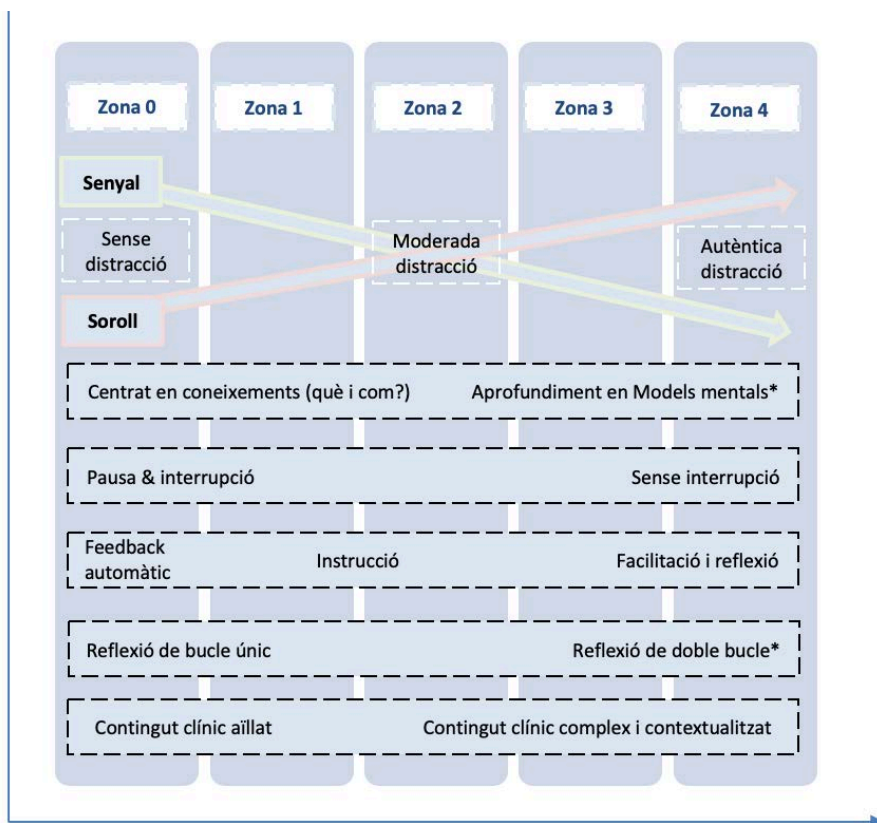 Zona 0
Zona 1
Zona 2
Zona 3
Zona 4
Senyal
Sense
distracció
Moderada
distracció
Autèntica
distracció
Soroll
Centrat en coneixements (què i com?)
Aprofundiment en Models mentals*
Pausa & interrupció
Sense interrupció
Feedback
automàtic
Instrucció
Facilitació i reflexió
Reflexió de bucle únic
Reflexió de doble bucle*
Contingut clínic aïllat
Contingut clínic complex i contextualitzat